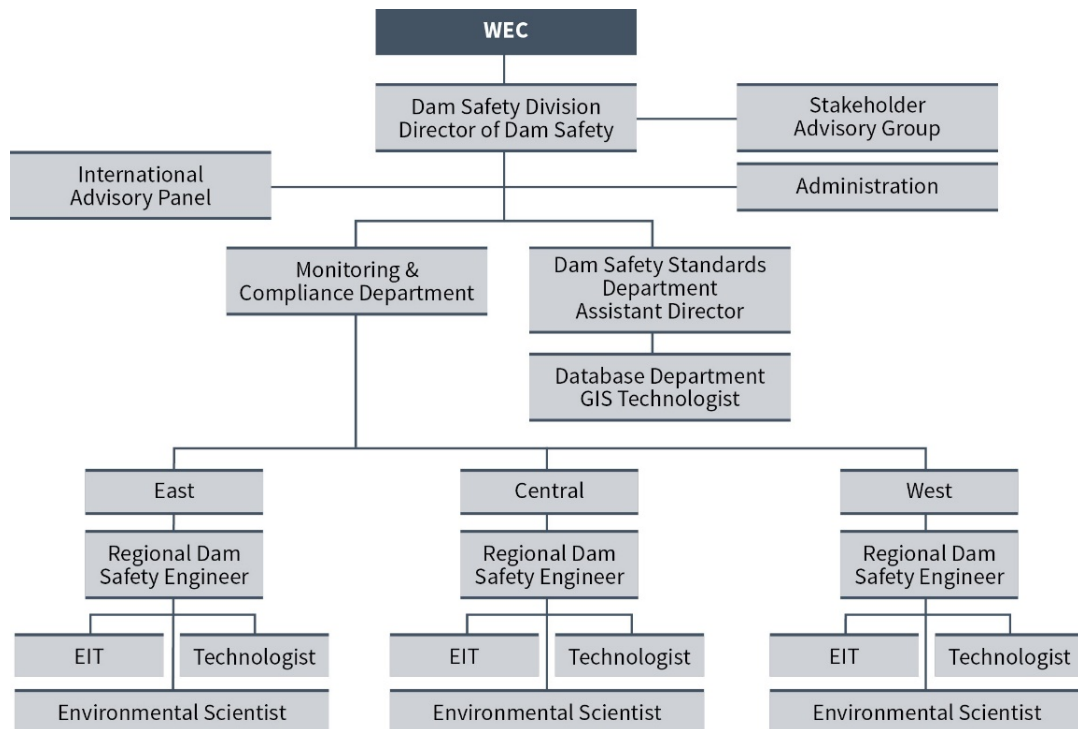 WEC
Dam Safety Division
Director of Dam Safety
Stakeholder
Advisory Group
International
Advisory Panel
Administration
Monitoring &
Compliance Department
Dam Safety Standards
Department
Assistant Director
Database Department
GIS Technologist
East
Central
West
Regional Dam
Safety Engineer
Regional Dam
Safety Engineer
Regional Dam
Safety Engineer
EIT
Technologist
EIT
Technologist
EIT
Technologist
Environmental Scientist
Environmental Scientist
Environmental Scientist